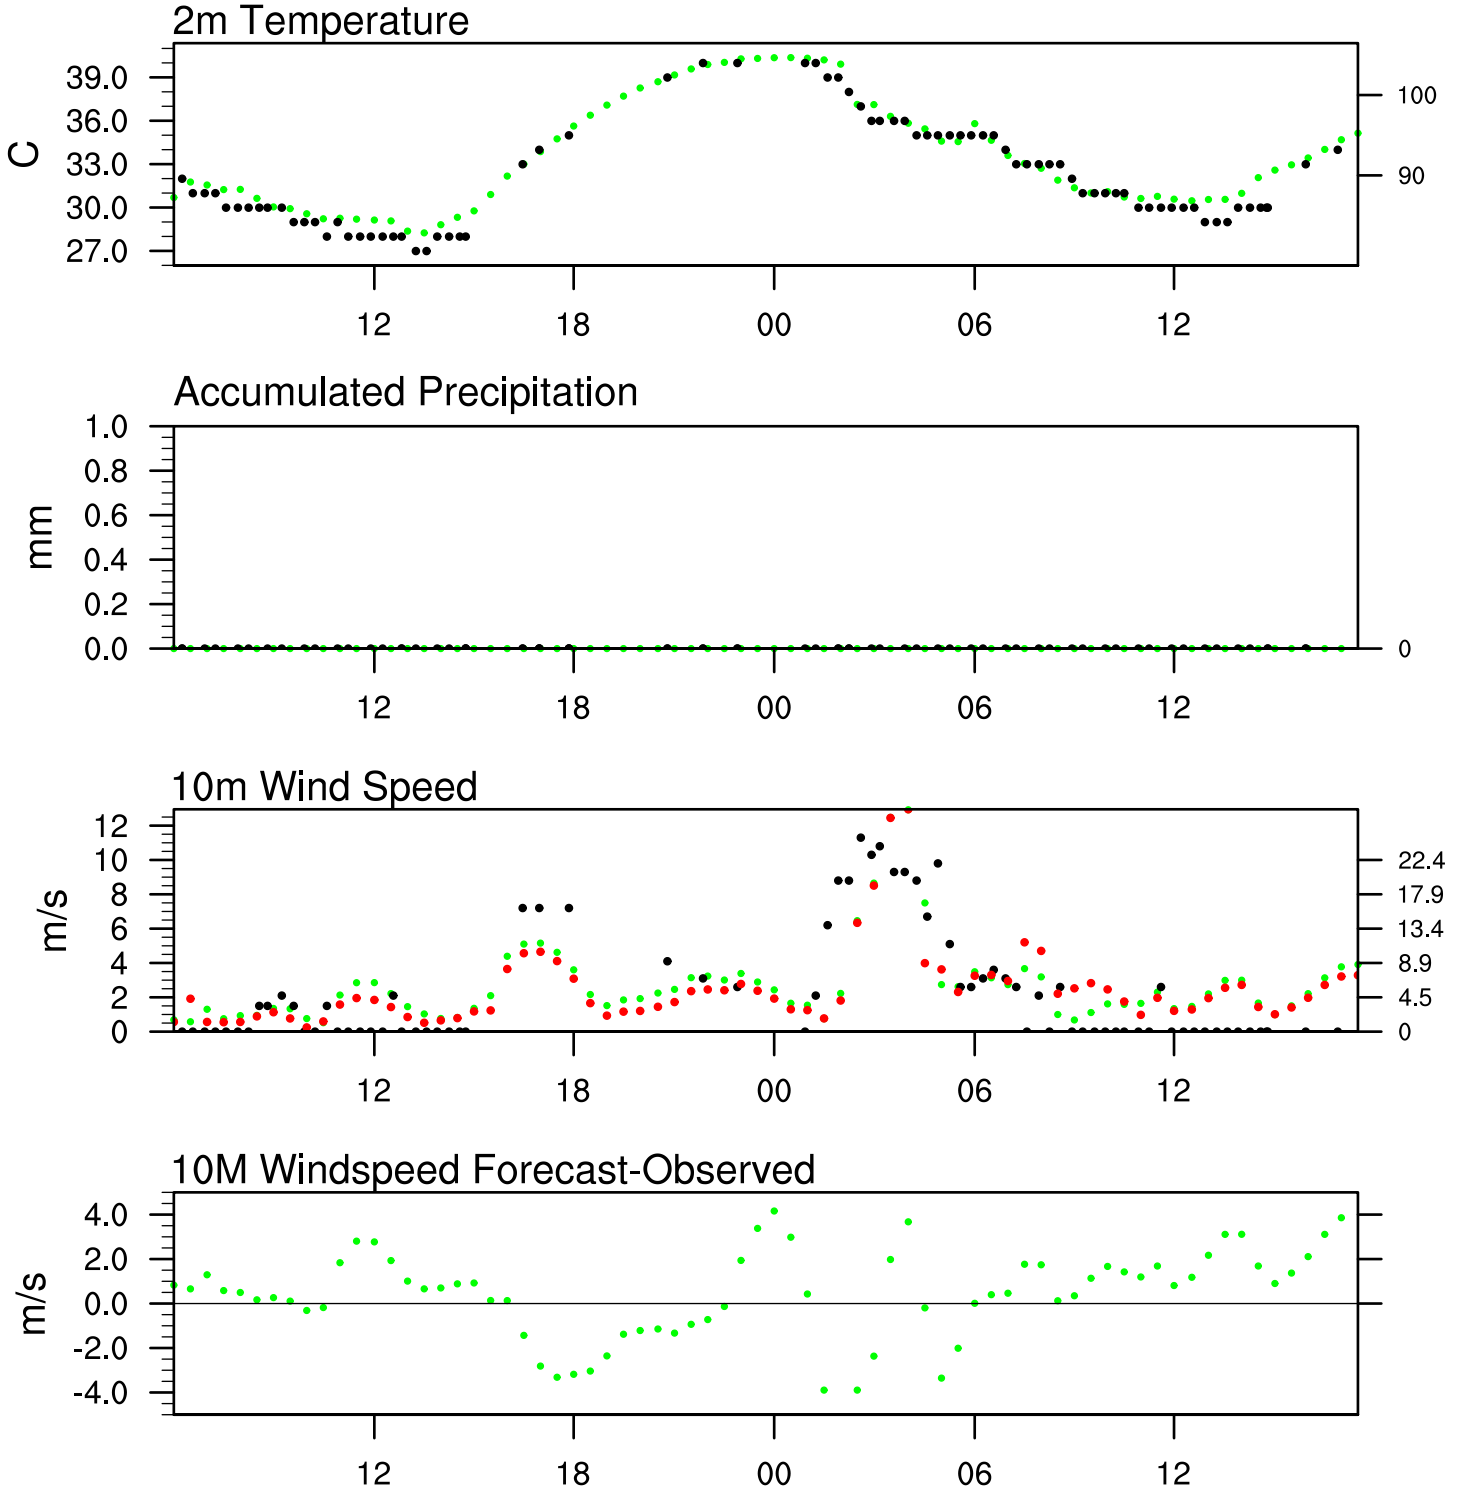 2m Temperature
C
39.0
36.0
33.0
30.0
27.0
100
90
12 18 00 06 12
Accumulated Precipitation
mm
1.0
0.8
0.6
0.4
0.2
0.0
0
12 18 00 06 12
10m Wind Speed
m/s
12
10
8
6
4
2
0
22.4
17.9
13.4
8.9
4.5
0
12 18 00 06 12
10M Windspeed Forecast-Observed
m/s
4.0
2.0
0.0
-2.0
-4.0
12 18 00 06 12